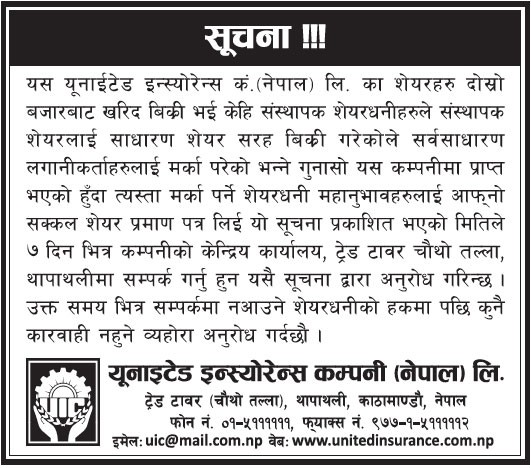 सूचना !!!
यस यूनाईटेड इन्स्योरेन्स कं.(नेपाल) लि. का शेयरहरु दोस्रो
बजारबाट खरिद बिक्री भई केहि संस्थापक शेयरधनीहरुले संस्थापक
शेयरलाई साधारण शेयर सरह बिक्री गरेकोले सर्वसाधारण
लगानीकर्ताहरुलाई मर्का परेको भन्ने गुनासो यस कम्पनीमा प्राप्त
भएको हुँदा त्यस्ता मर्का पर्ने शेयरधनी महानुभावहरुलाई आफ्नो
सक्कल शेयर प्रमाण पत्र लिई यो सूचना प्रकाशित भएको मितिले
७ दिन भित्र कम्पनीको केन्द्रिय कार्यालय, ट्रेड टावर चौथो तल्ला,
थापाथलीमा सम्पर्क गर्नु हुन यसै सूचना द्वारा अनुरोध गरिन्छ ।
उक्त समय भित्र सम्पर्कमा नआउने शेयरधनीको हकमा पछि कुनै
कारवाही नहुने व्यहोरा अनुरोध गर्दछौ ।
UIC
यूनाइटेड इन्स्योरेन्स कम्पनी (नेपाल) लि.
ट्रेड टावर (चौथो तल्ला), थापाथली, काठामाण्डौ, नेपाल
फोन नं. ०१-५१११११११, फ्याक्स नं. ९७७-१-५११११११२
इमेल: uic@mail.com.np वेब: www.unitedinsurance.com.np